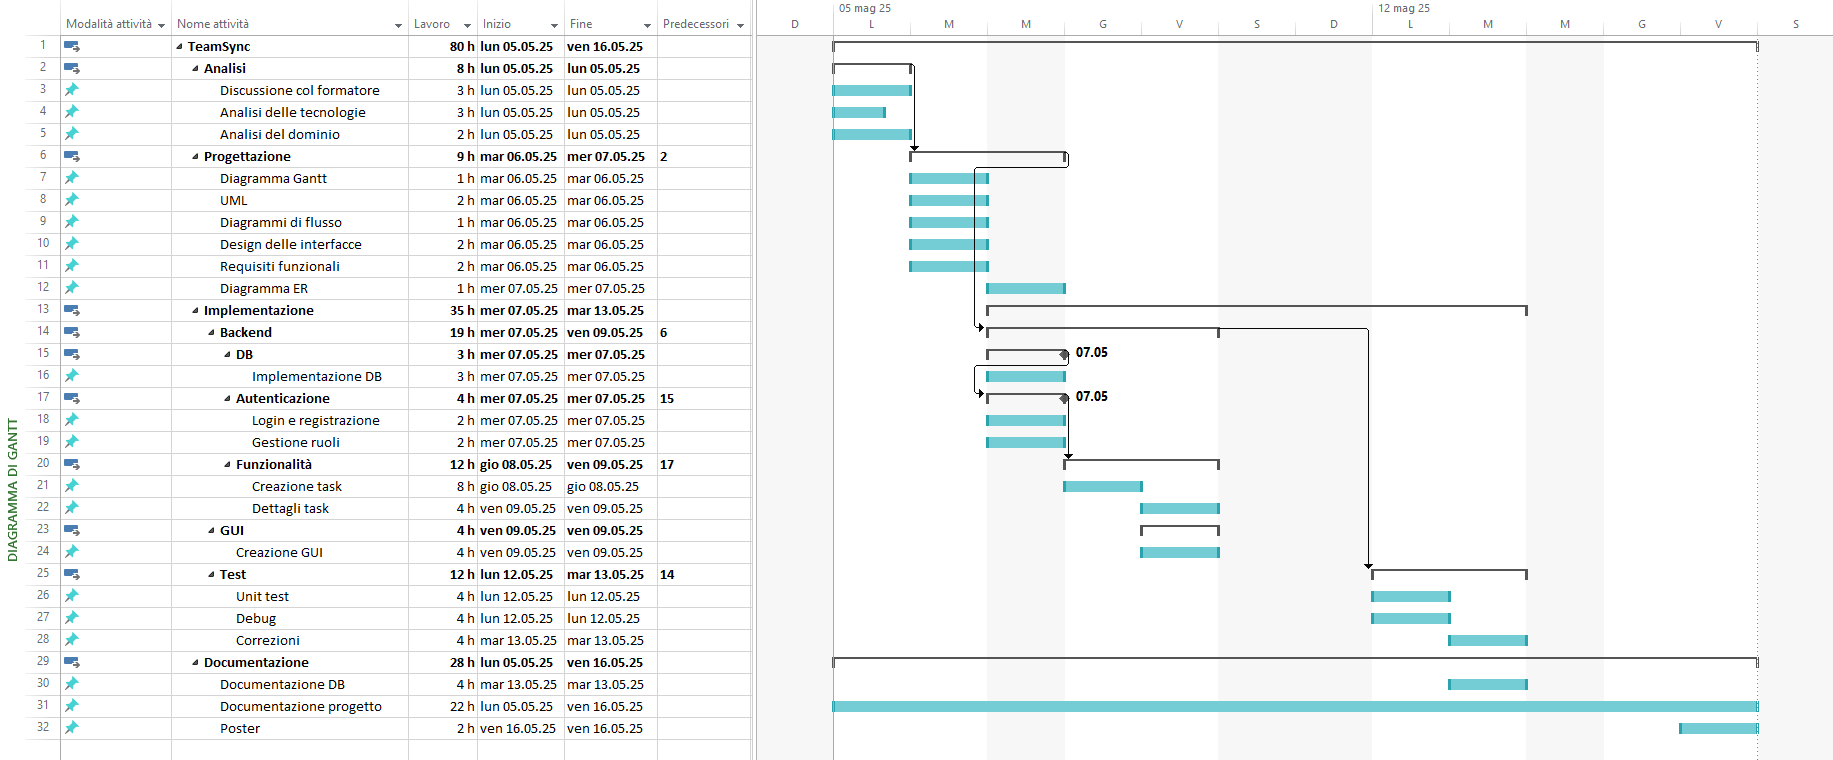 05 mag 25 12 mag 25
Modalità attività Nome attività Lavoro Inizio Fine Predecessori D L M M G V S D L M M G V S
1 TeamSync 80 h lun 05.05.25 ven 16.05.25
2 Analisi 8 h lun 05.05.25 lun 05.05.25
3 Discussione col formatore 3 h lun 05.05.25 lun 05.05.25
4 Analisi delle tecnologie 3 h lun 05.05.25 lun 05.05.25
5 Analisi del dominio 2 h lun 05.05.25 lun 05.05.25
6 Progettazione 9 h mar 06.05.25 mer 07.05.25 2
7 Diagramma Gantt 1 h mar 06.05.25 mar 06.05.25
8 UML 2 h mar 06.05.25 mar 06.05.25
9 Diagrammi di flusso 1 h mar 06.05.25 mar 06.05.25
10 Design delle interfacce 2 h mar 06.05.25 mar 06.05.25
11 Requisiti funzionali 2 h mar 06.05.25 mar 06.05.25
12 Diagramma ER 1 h mer 07.05.25 mer 07.05.25
13 Implementazione 35 h mer 07.05.25 mar 13.05.25
14 Backend 19 h mer 07.05.25 ven 09.05.25 6
15 DB 3 h mer 07.05.25 mer 07.05.25 07.05
16 Implementazione DB 3 h mer 07.05.25 mer 07.05.25
17 Autenticazione 4 h mer 07.05.25 mer 07.05.25 15 07.05
18 Login e registrazione 2 h mer 07.05.25 mer 07.05.25
19 Gestione ruoli 2 h mer 07.05.25 mer 07.05.25
20 Funzionalità 12 h gio 08.05.25 ven 09.05.25 17
21 Creazione task 8 h gio 08.05.25 gio 08.05.25
22 Dettagli task 4 h ven 09.05.25 ven 09.05.25
23 GUI 4 h ven 09.05.25 ven 09.05.25
24 Creazione GUI 4 h ven 09.05.25 ven 09.05.25
25 Test 12 h lun 12.05.25 mar 13.05.25 14
26 Unit test 4 h lun 12.05.25 lun 12.05.25
27 Debug 4 h lun 12.05.25 lun 12.05.25
28 Correzioni 4 h mar 13.05.25 mar 13.05.25
29 Documentazione 28 h lun 05.05.25 ven 16.05.25
30 Documentazione DB 4 h mar 13.05.25 mar 13.05.25
31 Documentazione progetto 22 h lun 05.05.25 ven 16.05.25
32 Poster 2 h ven 16.05.25 ven 16.05.25
DIAGRAMMA DI GANTT